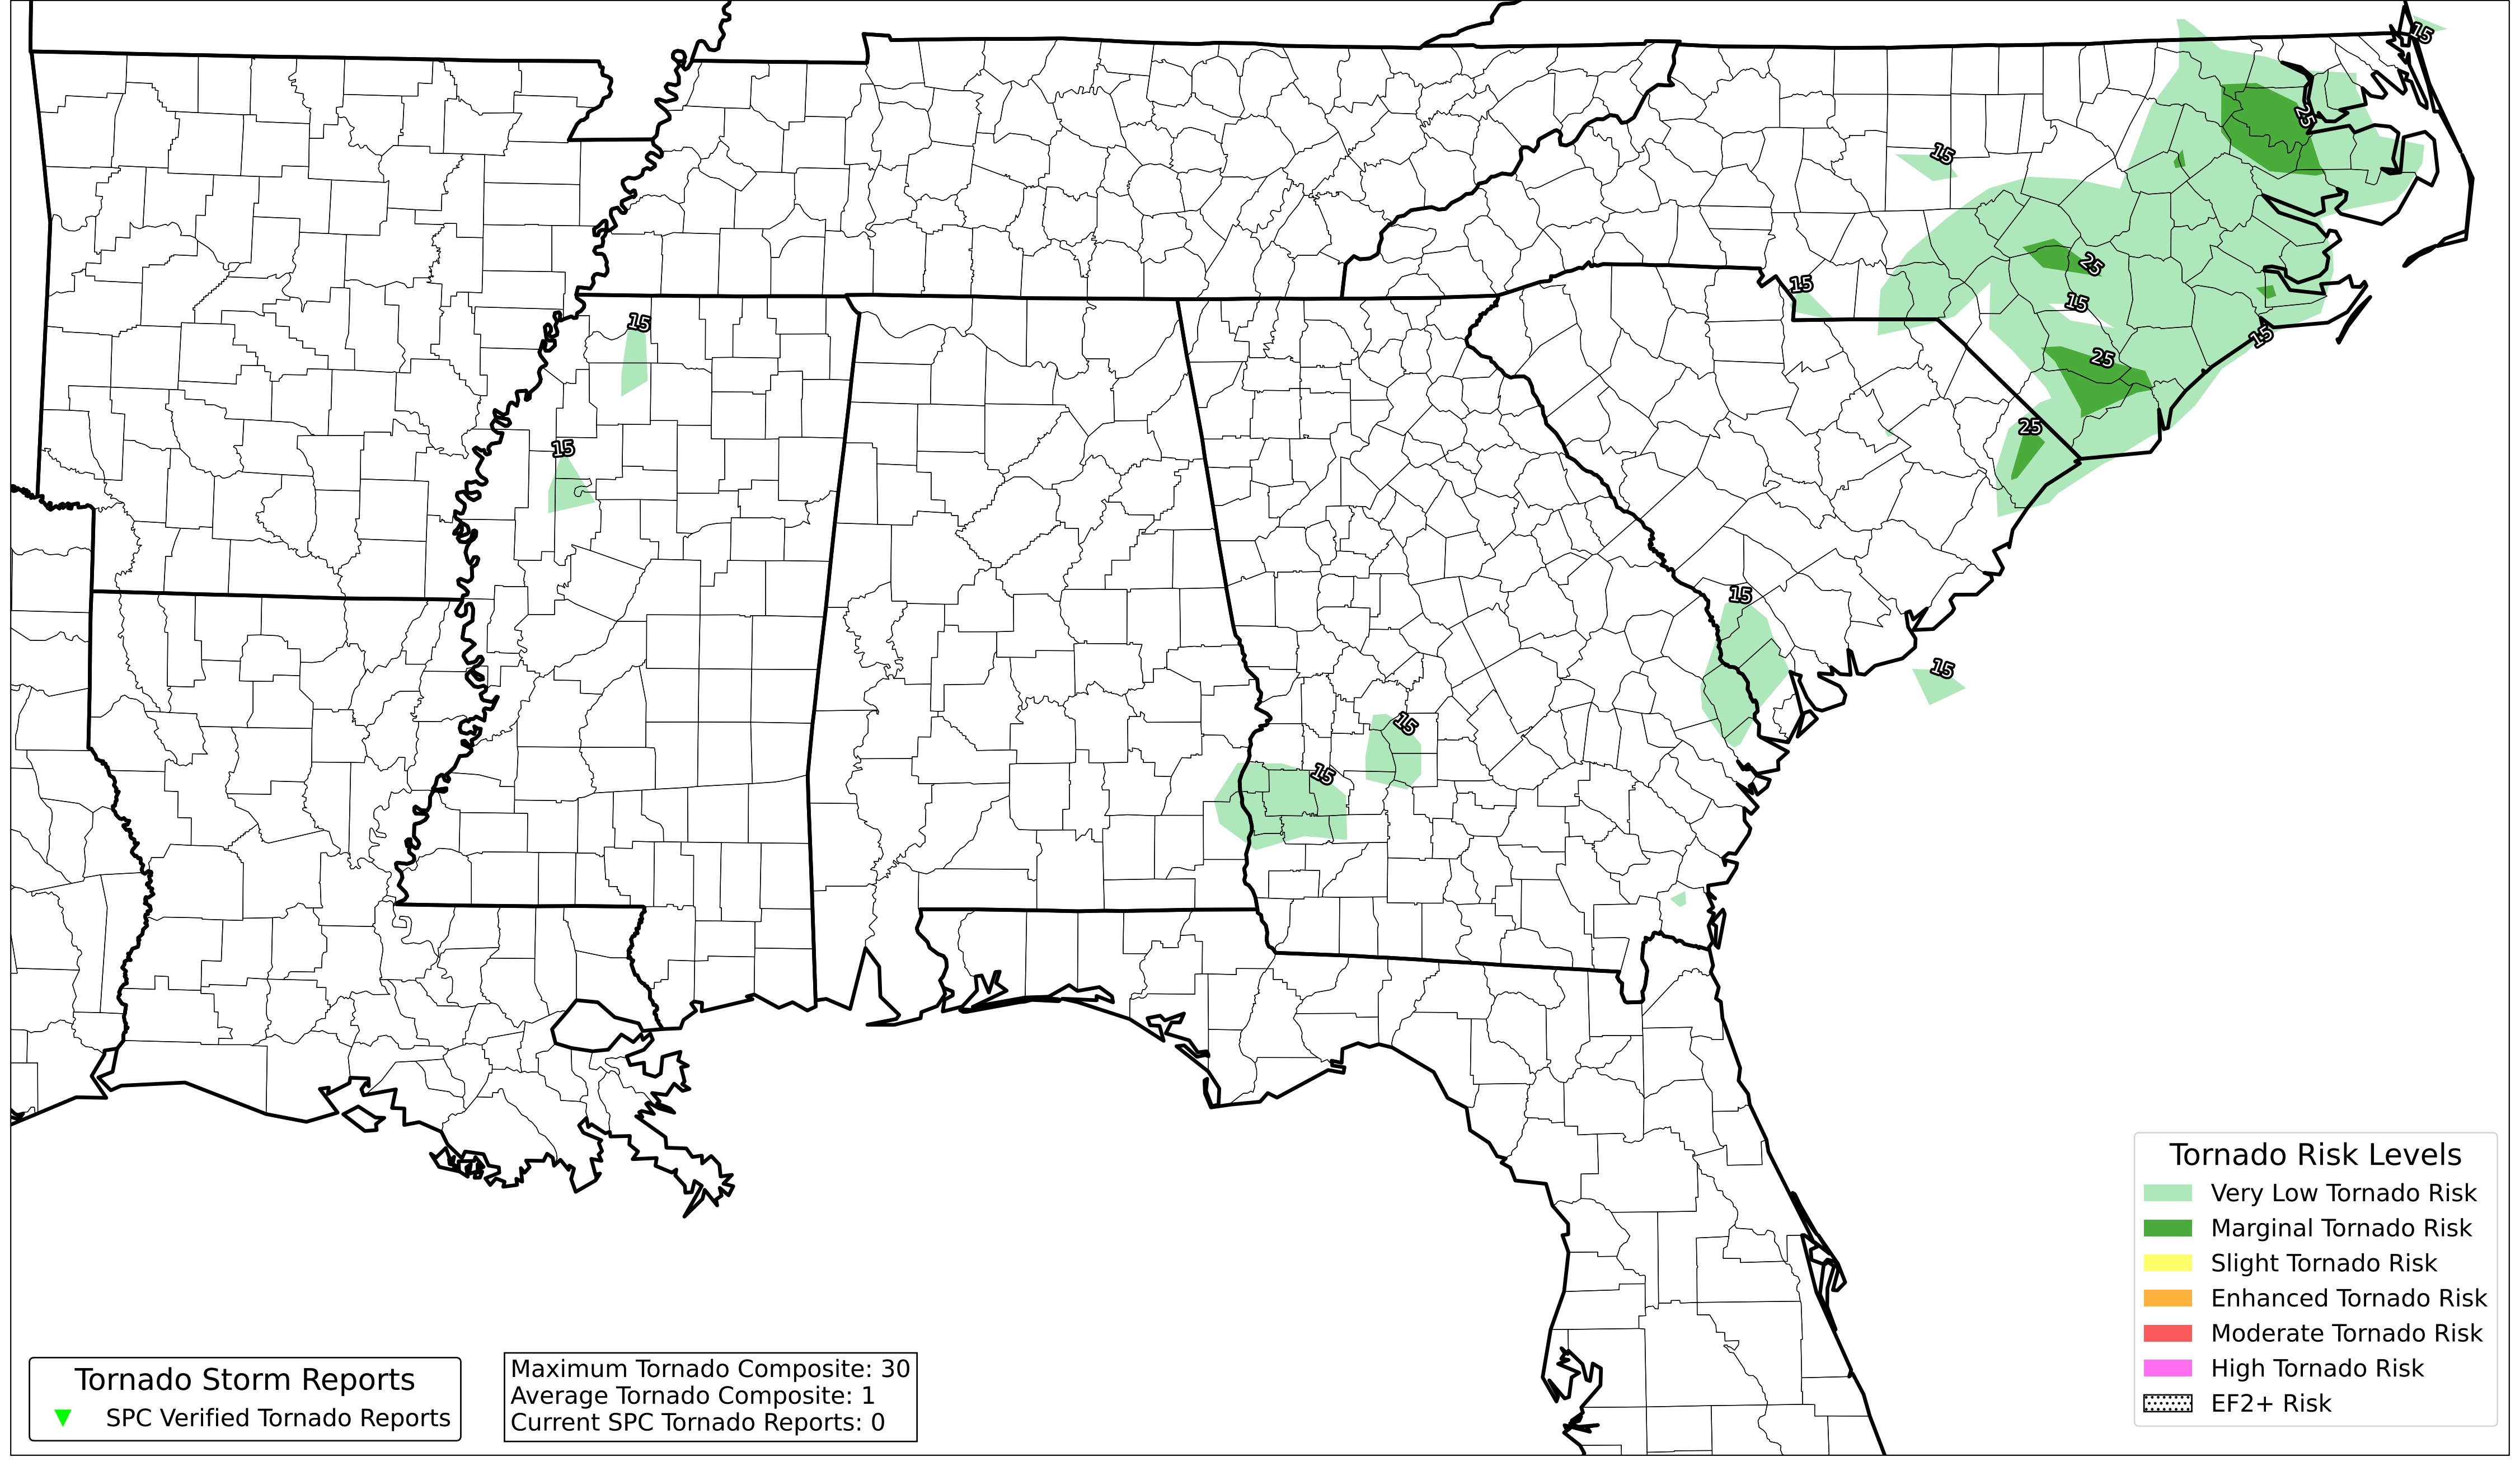 15
15
25
15
25
15
15
15
25
15
25
15
15
15
15
15
Tornado Risk Levels
Very Low Tornado Risk
Marginal Tornado Risk
Slight Tornado Risk
Enhanced Tornado Risk
Moderate Tornado Risk
High Tornado Risk
EF2+ Risk
Tornado Storm Reports
SPC Verified Tornado Reports
Maximum Tornado Composite: 30
Average Tornado Composite: 1
Current SPC Tornado Reports: 0